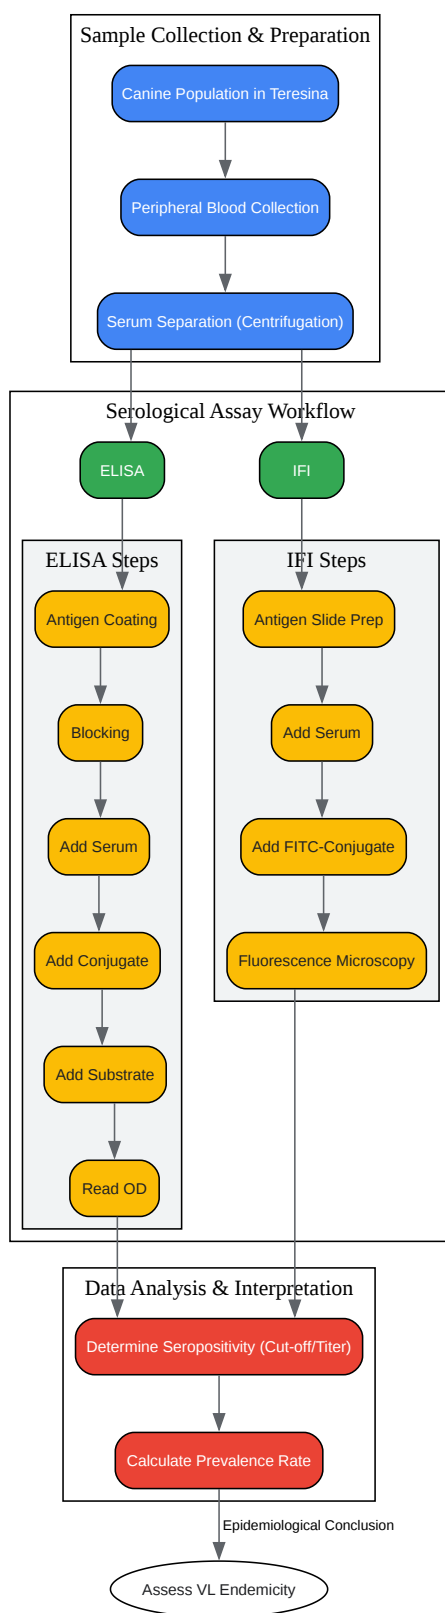 Sample Collection & Preparation
Canine Population in Teresina
Peripheral Blood Collection
Serum Separation (Centrifugation)
Serological Assay Workflow
ELISA
IFI
ELISA Steps
Antigen Coating
Blocking
Add Serum
Add Conjugate
Add Substrate
Read OD
IFI Steps
Antigen Slide Prep
Add Serum
Add FITC-Conjugate
Fluorescence Microscopy
Data Analysis & Interpretation
Determine Seropositivity (Cut-off/Titer)
Calculate Prevalence Rate
Epidemiological Conclusion
Assess VL Endemicity